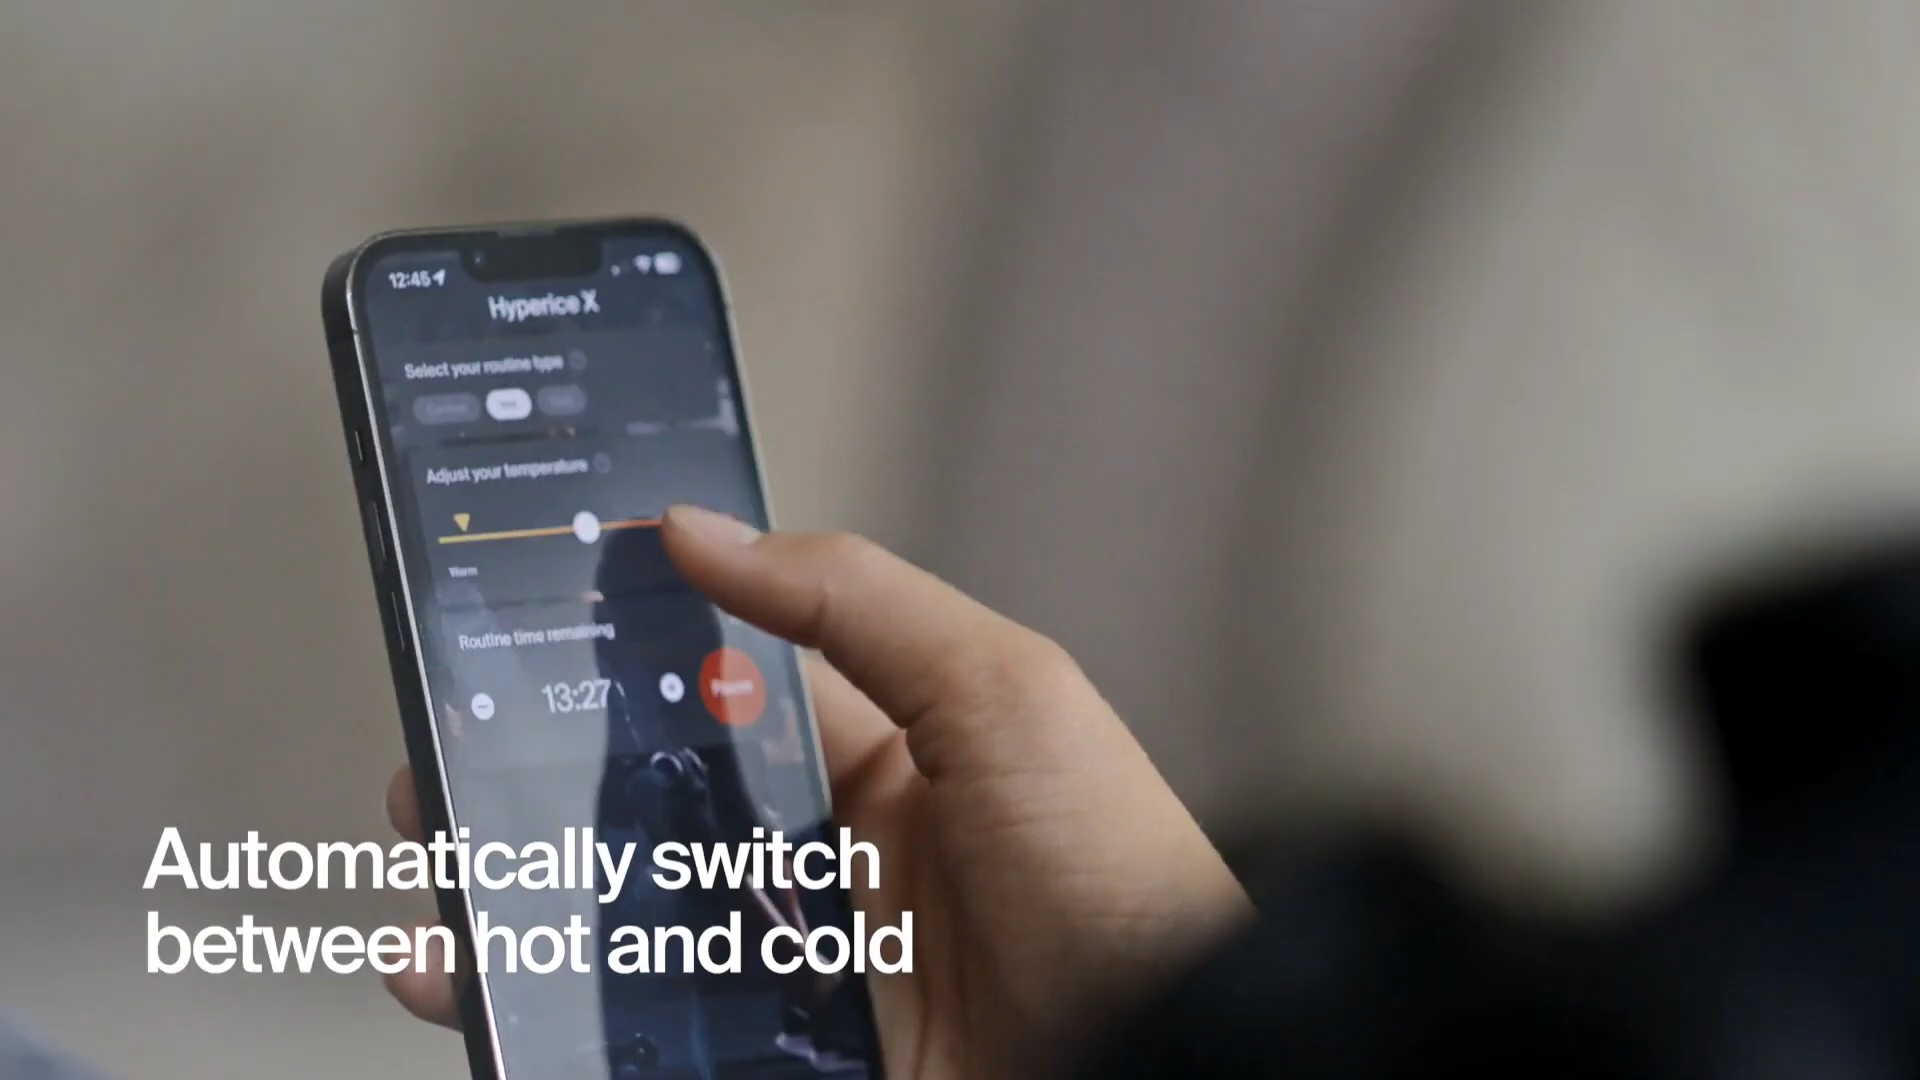 12:45
Hyperice X
Select your routine type
Adjust your temperature
Warm
Routine time remaining
13:27
Pause
Automatically switch
between hot and cold